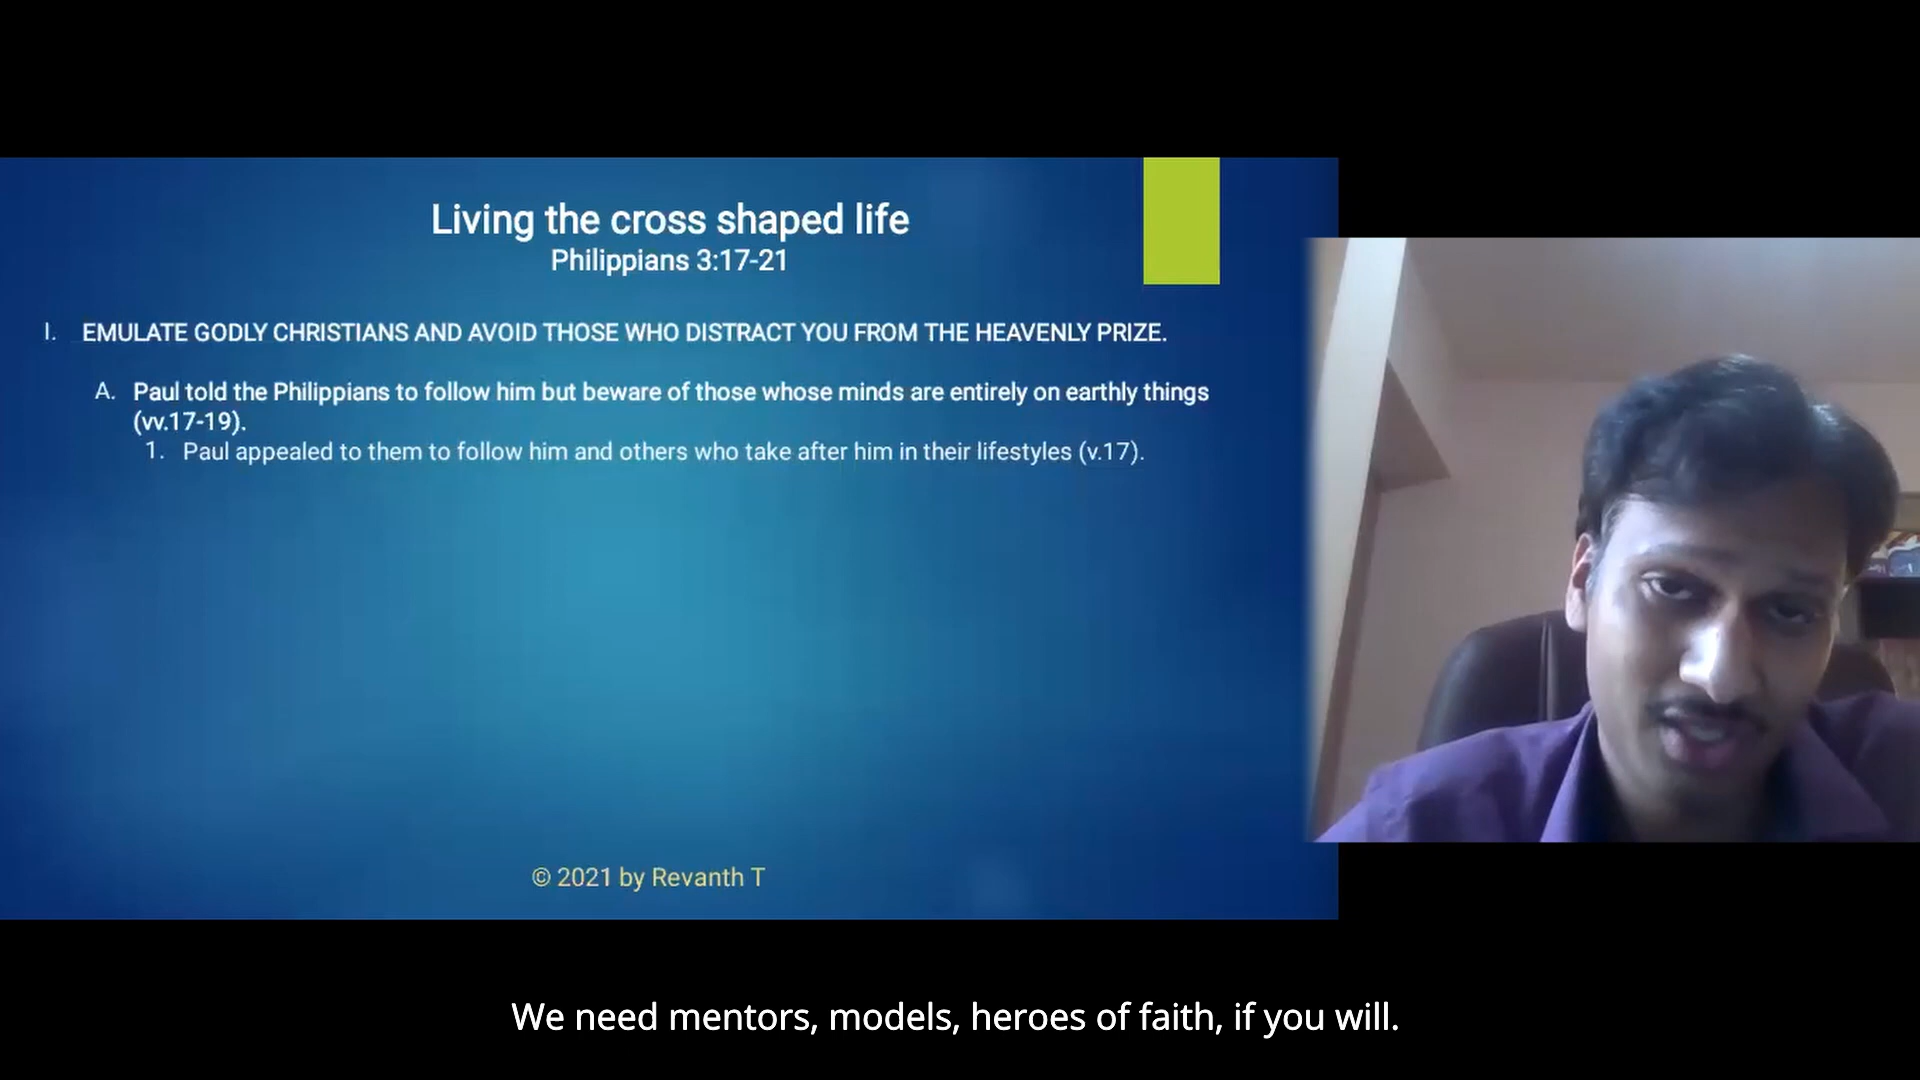 Living the cross shaped life
Philippians 3:17-21
I. EMULATE GODLY CHRISTIANS AND AVOID THOSE WHO DISTRACT YOU FROM THE HEAVENLY PRIZE.
A. Paul told the Philippians to follow him but beware of those whose minds are entirely on earthly things
(vv.17-19).
1. Paul appealed to them to follow him and others who take after him in their lifestyles (v.17).
© 2021 by Revanth T
We need mentors, models, heroes of faith, if you will.